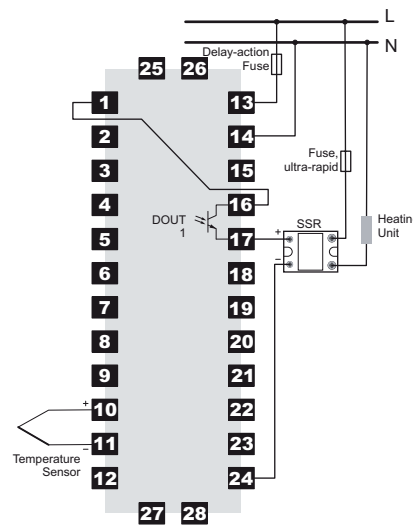 L
N
Delay-action
Fuse
25 26
1 13
2 14
3 15
Fuse,
ultra-rapid
4 16
DOUT
1
SSR
Heatin
Unit
5 17
+
−
6 18
7 19
8 20
9 21
+
10 22
11 23
−
Temperature
Sensor
12 24
27 28